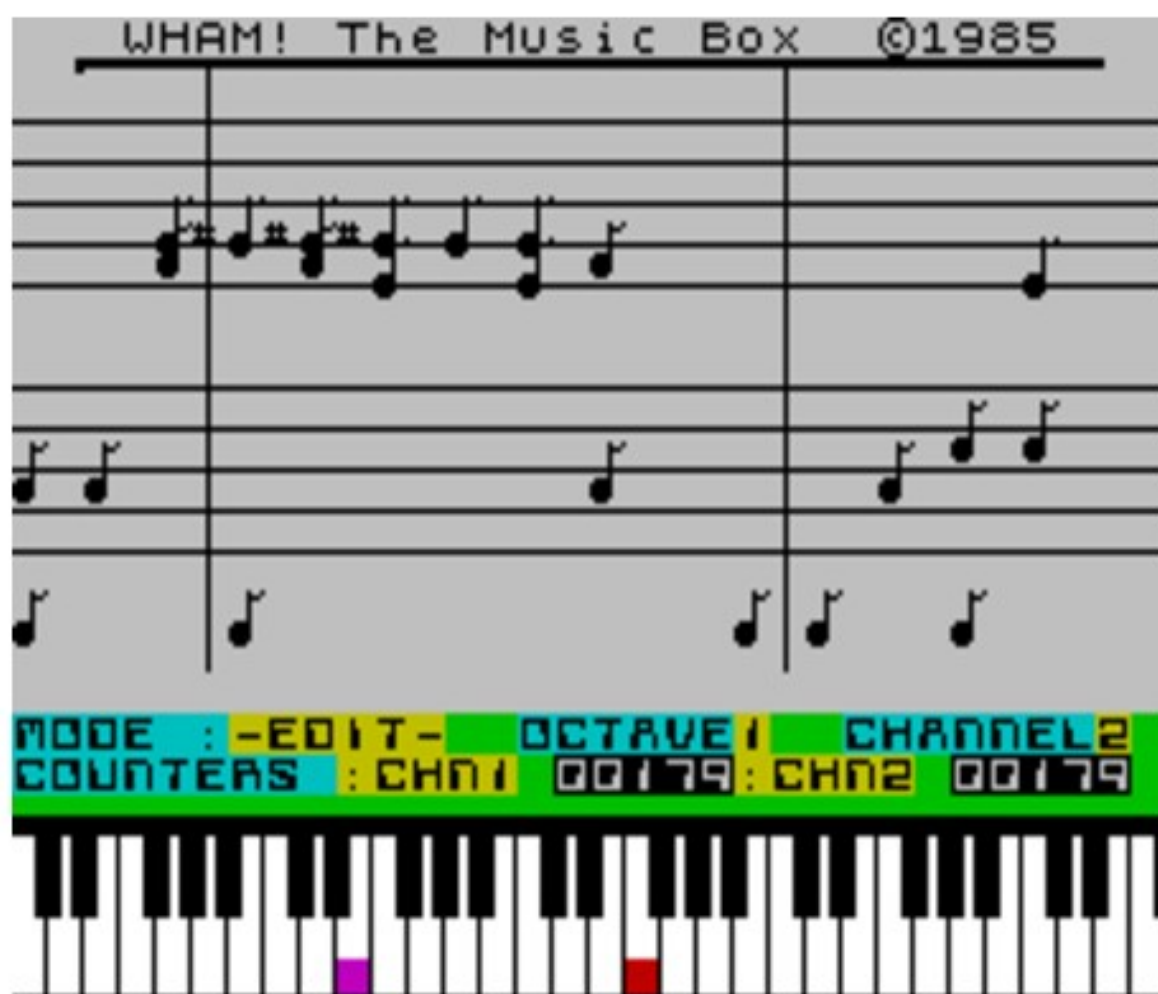 WHAM! The Music Box ©1985
MODE :-EDIT- OCTAVE1 CHANNEL2
COUNTERS :CHN1 00179:CHN2 00179